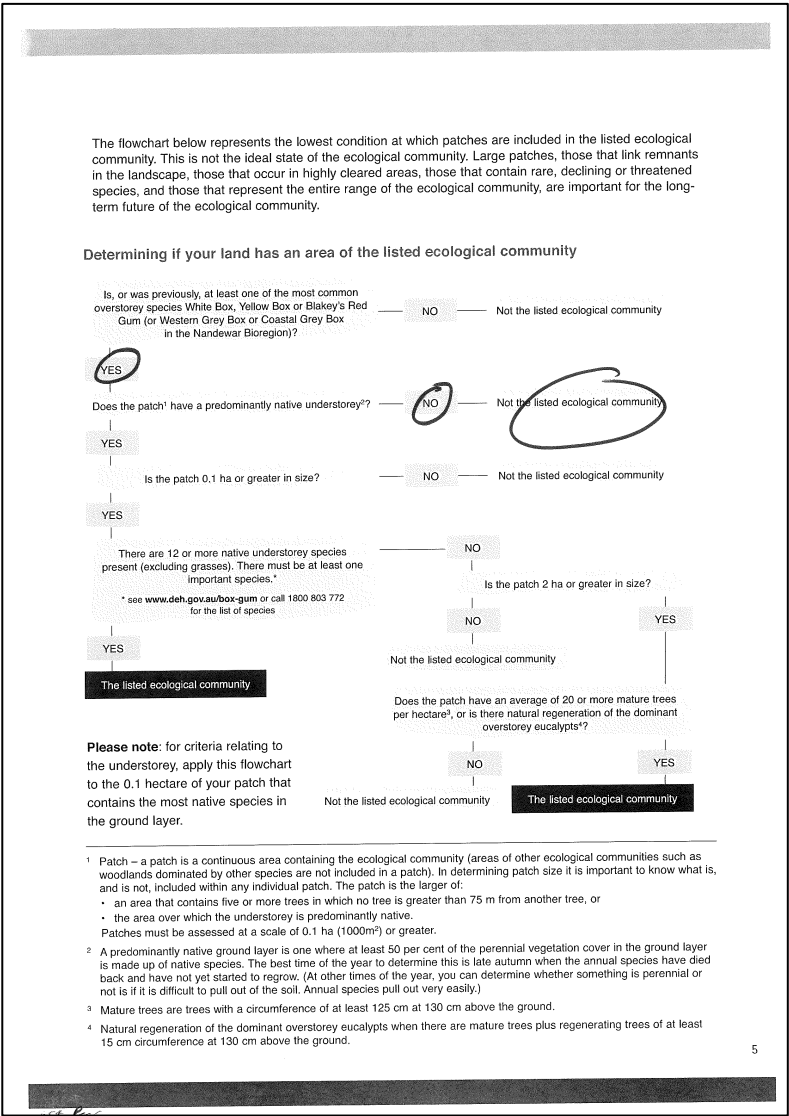 The flowchart below represents the lowest condition at which patches are included in the listed ecological
community. This is not the ideal state of the ecological community. Large patches, those that link remnants
in the landscape, those that occur in highly cleared areas, those that contain rare, declining or threatened
species, and those that represent the entire range of the ecological community, are important for the long-
term future of the ecological community.
Determining if your land has an area of the listed ecological community
Is, or was previously, at least one of the most common
overstorey species White Box, Yellow Box or Blakey's Red
Gum (or Western Grey Box or Coastal Grey Box
in the Nandewar Bioregion)?
NO
Not the listed ecological community
YES
Does the patch¹ have a predominantly native understorey²?
NO
Not the listed ecological community
YES
Is the patch 0.1 ha or greater in size?
NO
Not the listed ecological community
YES
There are 12 or more native understorey species
present (excluding grasses). There must be at least one
important species.*
* see www.deh.gov.au/box-gum or call 1800 803 772
for the list of species
NO
Is the patch 2 ha or greater in size?
NO
YES
Not the listed ecological community
YES
The listed ecological community
Does the patch have an average of 20 or more mature trees
per hectare³, or is there natural regeneration of the dominant
overstorey eucalypts⁴?
NO
YES
Not the listed ecological community
The listed ecological community
Please note: for criteria relating to
the understorey, apply this flowchart
to the 0.1 hectare of your patch that
contains the most native species in
the ground layer.
1 Patch – a patch is a continuous area containing the ecological community (areas of other ecological communities such as
woodlands dominated by other species are not included in a patch). In determining patch size it is important to know what is,
and is not, included within any individual patch. The patch is the larger of:
• an area that contains five or more trees in which no tree is greater than 75 m from another tree, or
• the area over which the understorey is predominantly native.
Patches must be assessed at a scale of 0.1 ha (1000m²) or greater.
2 A predominantly native ground layer is one where at least 50 per cent of the perennial vegetation cover in the ground layer
is made up of native species. The best time of the year to determine this is late autumn when the annual species have died
back and have not yet started to regrow. (At other times of the year, you can determine whether something is perennial or
not is if it is difficult to pull out of the soil. Annual species pull out very easily.)
3 Mature trees are trees with a circumference of at least 125 cm at 130 cm above the ground.
4 Natural regeneration of the dominant overstorey eucalypts when there are mature trees plus regenerating trees of at least
15 cm circumference at 130 cm above the ground.
5